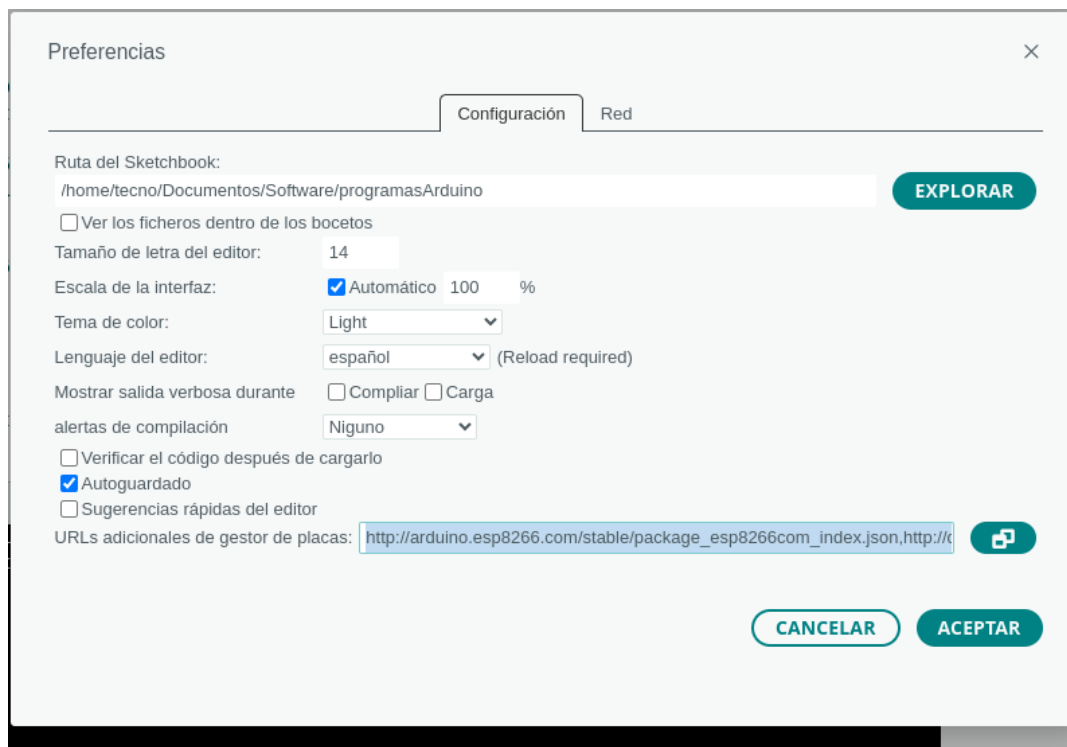 Preferencias
Configuración Red
Ruta del Sketchbook:
/home/tecno/Documentos/Software/programasArduino EXPLORAR
Ver los ficheros dentro de los bocetos
Tamaño de letra del editor: 14
Escala de la interfaz: Automático 100 %
Tema de color: Light
Lenguaje del editor: español (Reload required)
Mostrar salida verbosa durante Compliar Carga
alertas de compilación Niguno
Verificar el código después de cargarlo
Autoguardado
Sugerencias rápidas del editor
URLs adicionales de gestor de placas: http://arduino.esp8266.com/stable/package_esp8266com_index.json,http://
CANCELAR ACEPTAR